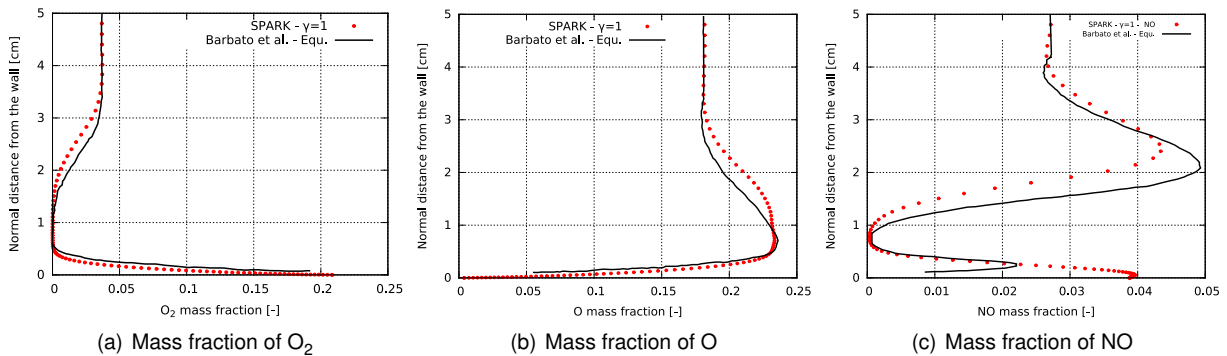 Normal distance from the wall [cm]
5
4
3
2
1
0
SPARK - γ=1
Barbato et al. - Equ.
0 0.05 0.1 0.15 0.2 0.25
O2 mass fraction [-]
(a) Mass fraction of O2
Normal distance from the wall [cm]
5
4
3
2
1
0
SPARK - γ=1
Barbato et al. - Equ.
0 0.05 0.1 0.15 0.2 0.25
O mass fraction [-]
(b) Mass fraction of O
Normal distance from the wall [cm]
5
4
3
2
1
0
SPARK - γ=1 - NO
Barbato et al. - Equ.
0 0.01 0.02 0.03 0.04 0.05
NO mass fraction [-]
(c) Mass fraction of NO